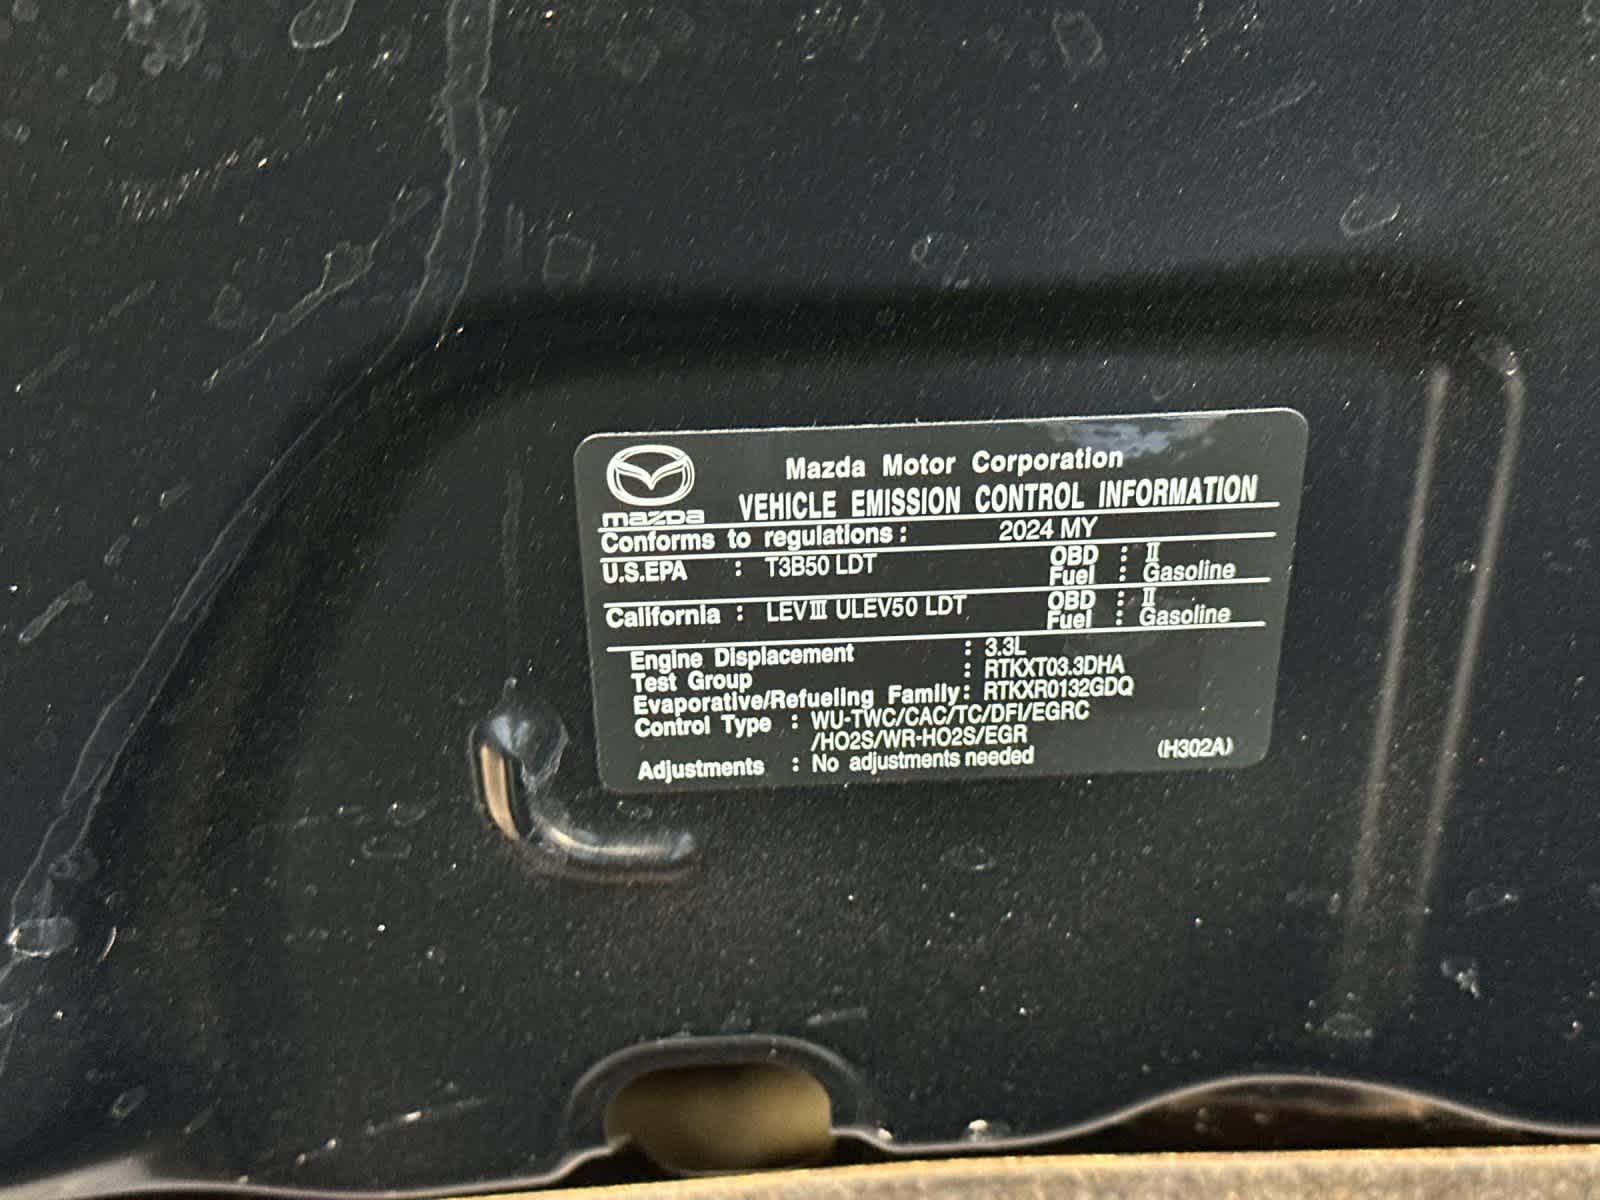 Mazda Motor Corporation
mazda VEHICLE EMISSION CONTROL INFORMATION
Conforms to regulations : 2024 MY
U.S.EPA : T3B50 LDT OBD : II
Fuel : Gasoline
California : LEVIII ULEV50 LDT OBD : II
Fuel : Gasoline
Engine Displacement : 3.3L
Test Group : RTKXT03.3DHA
Evaporative/Refueling Family : RTKXR0132GDQ
Control Type : WU-TWC/CAC/TC/DFI/EGRC
/HO2S/WR-HO2S/EGR
Adjustments : No adjustments needed (H302A)